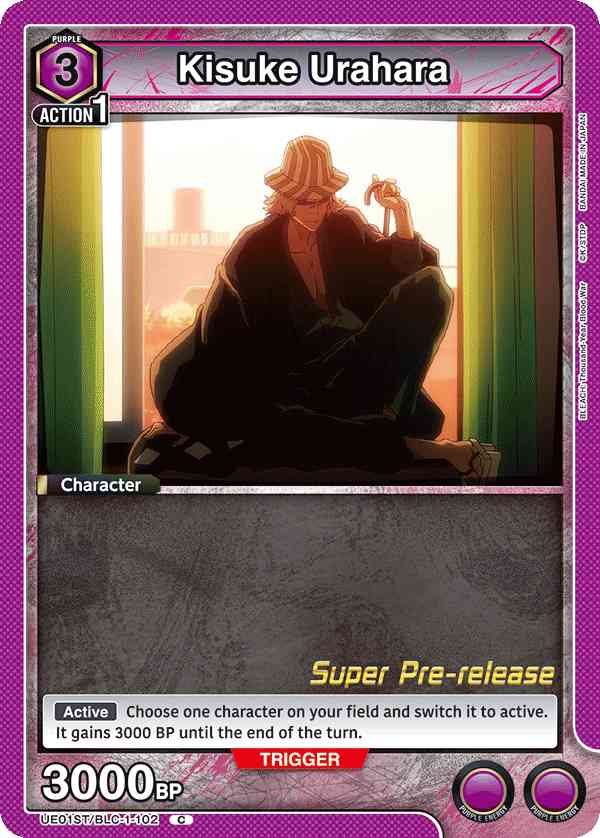 PURPLE
3
Kisuke Urahara
ACTION 1
BANDAI MADE IN JAPAN
©K/STDP
BLEACH: Thousand-Year Blood War
Character
Super Pre-release
Active Choose one character on your field and switch it to active.
It gains 3000 BP until the end of the turn.
TRIGGER
3000 BP
PURPLE ENERGY
PURPLE ENERGY
UE01ST/BLC-1-102 C